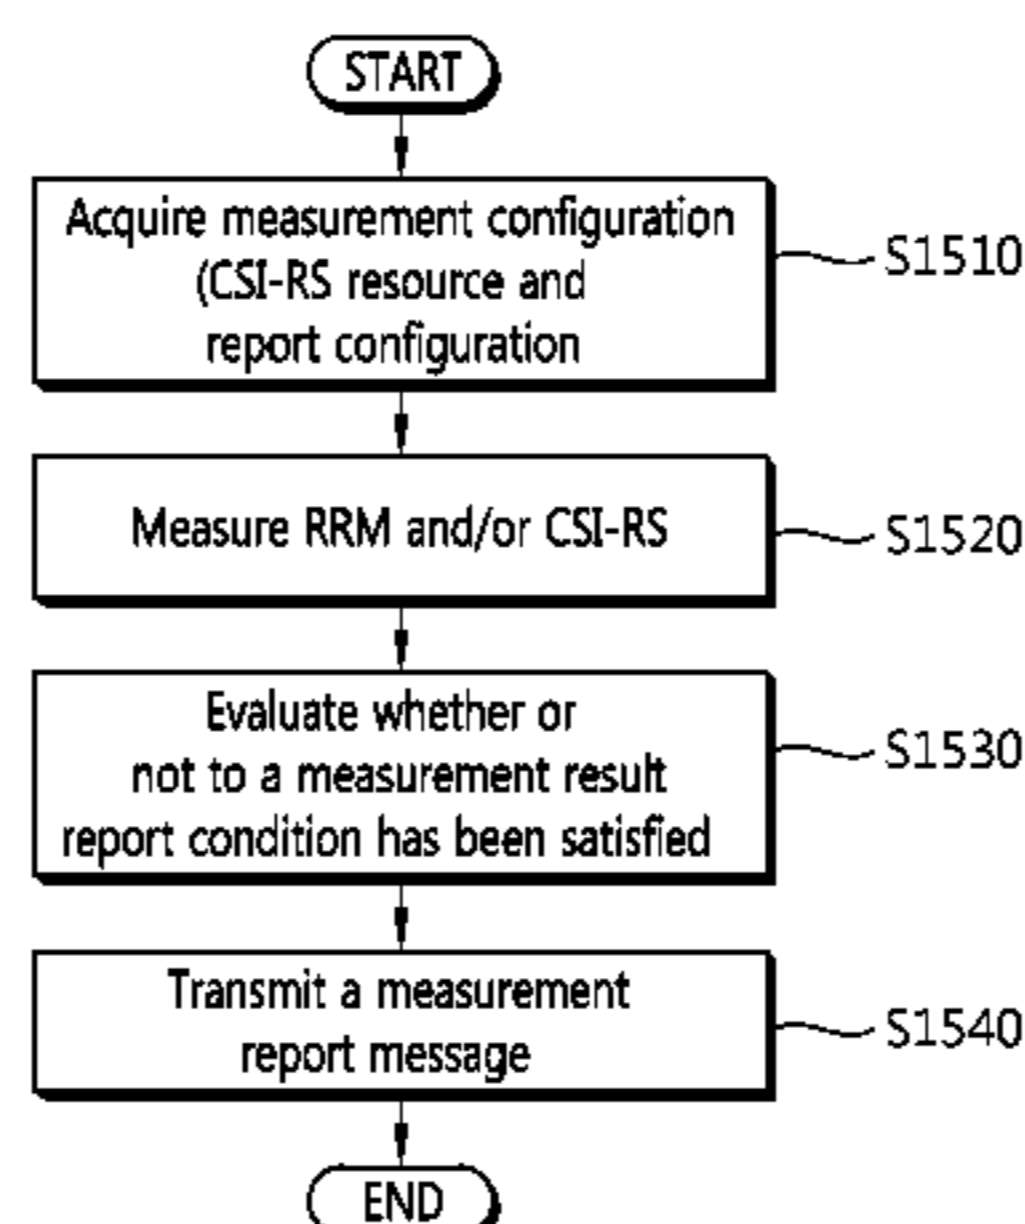 START
Acquire measurement configuration
(CSI-RS resource and
report configuration
S1510
Measure RRM and/or CSI-RS
S1520
Evaluate whether or
not to a measurement result
report condition has been satisfied
S1530
Transmit a measurement
report message
S1540
END